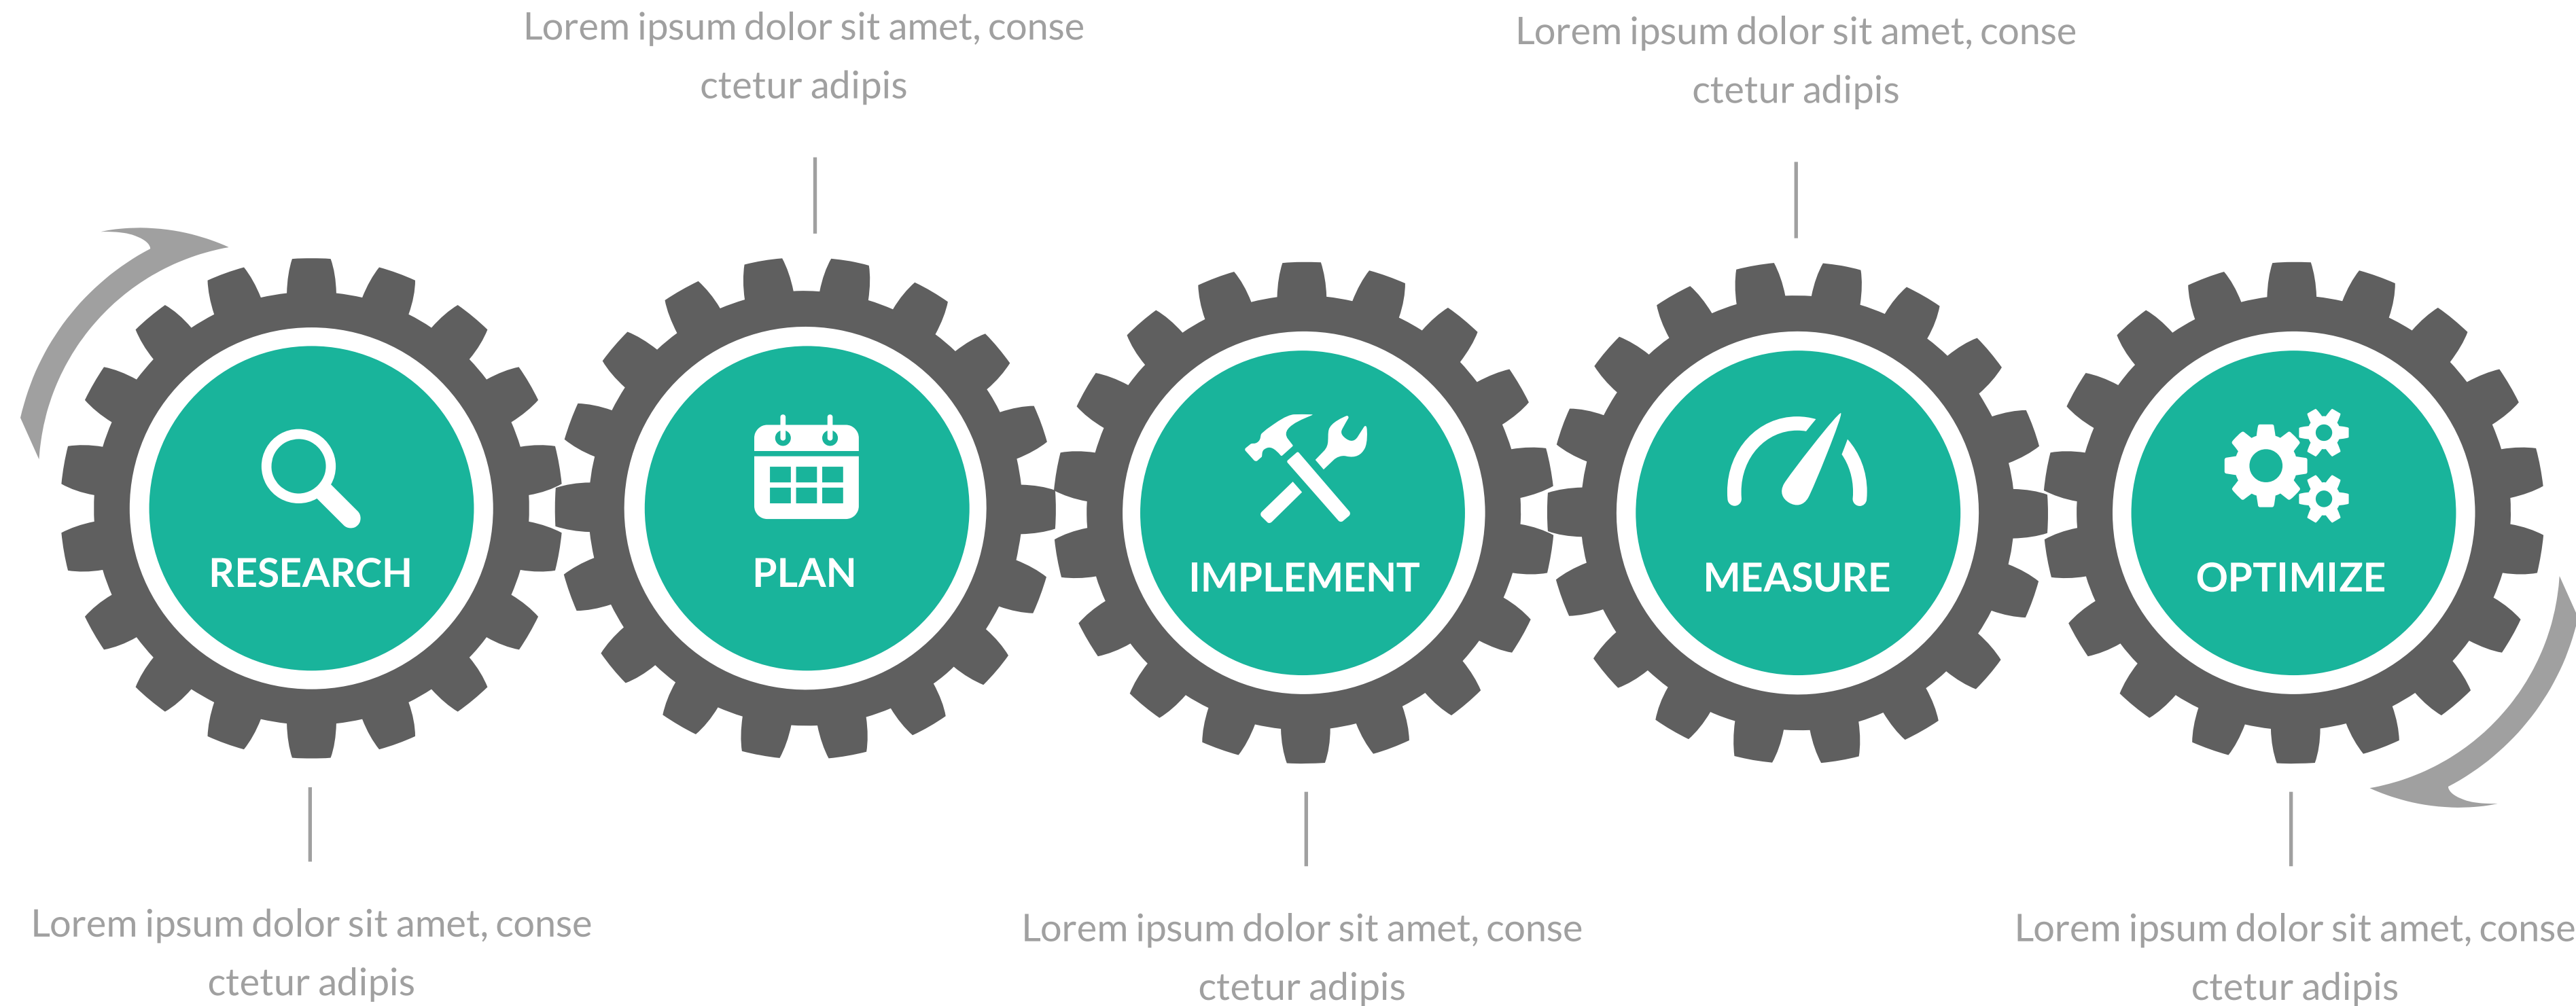 Lorem ipsum dolor sit amet, conse
ctetur adipis
Lorem ipsum dolor sit amet, conse
ctetur adipis
RESEARCH
PLAN
IMPLEMENT
MEASURE
OPTIMIZE
Lorem ipsum dolor sit amet, conse
ctetur adipis
Lorem ipsum dolor sit amet, conse
ctetur adipis
Lorem ipsum dolor sit amet, conse
ctetur adipis